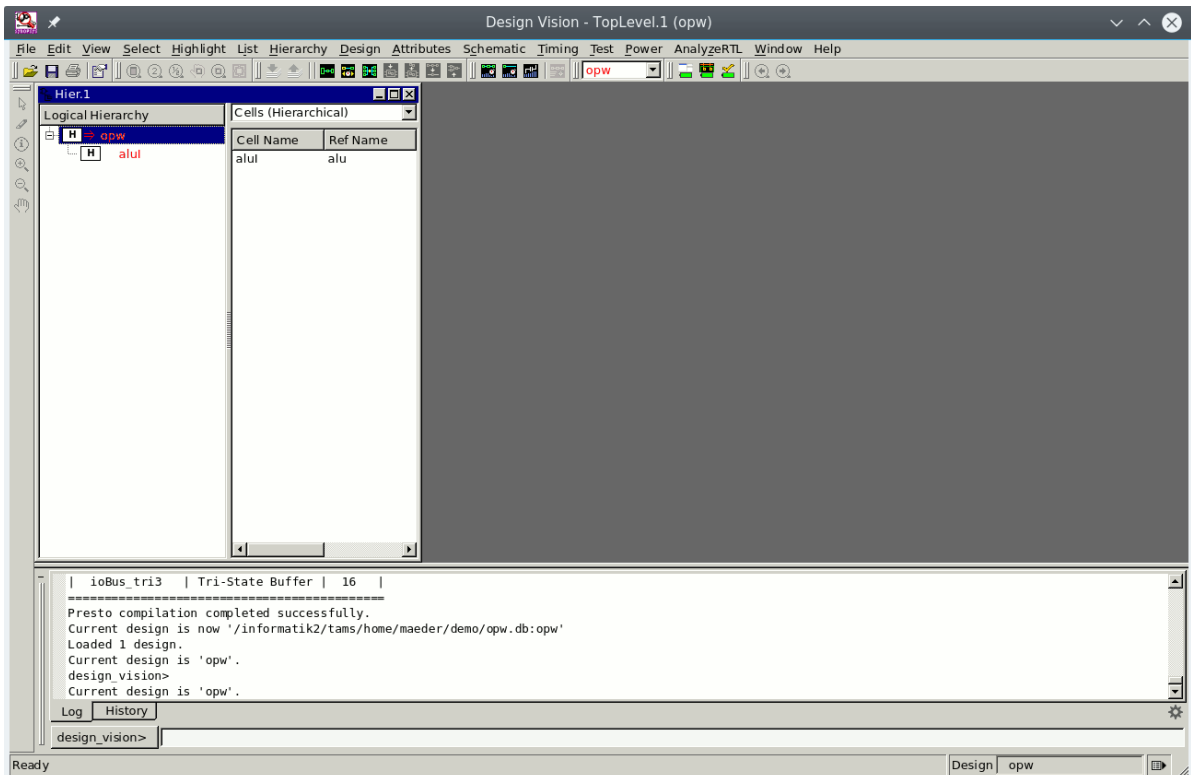 Design Vision - TopLevel.1 (opw)
File Edit View Select Highlight List Hierarchy Design Attributes Schematic Timing Test Power AnalyzeRTL Window Help
opw
Hier.1
Logical Hierarchy
Cells (Hierarchical)
H ⇒ opw
Cell Name Ref Name
H aluI
aluI alu
| ioBus_tri3 | Tri-State Buffer | 16 |
===========================================
Presto compilation completed successfully.
Current design is now '/informatik2/tams/home/maeder/demo/opw.db:opw'
Loaded 1 design.
Current design is 'opw'.
design_vision>
Current design is 'opw'.
Log History
design_vision>
Ready
Design opw